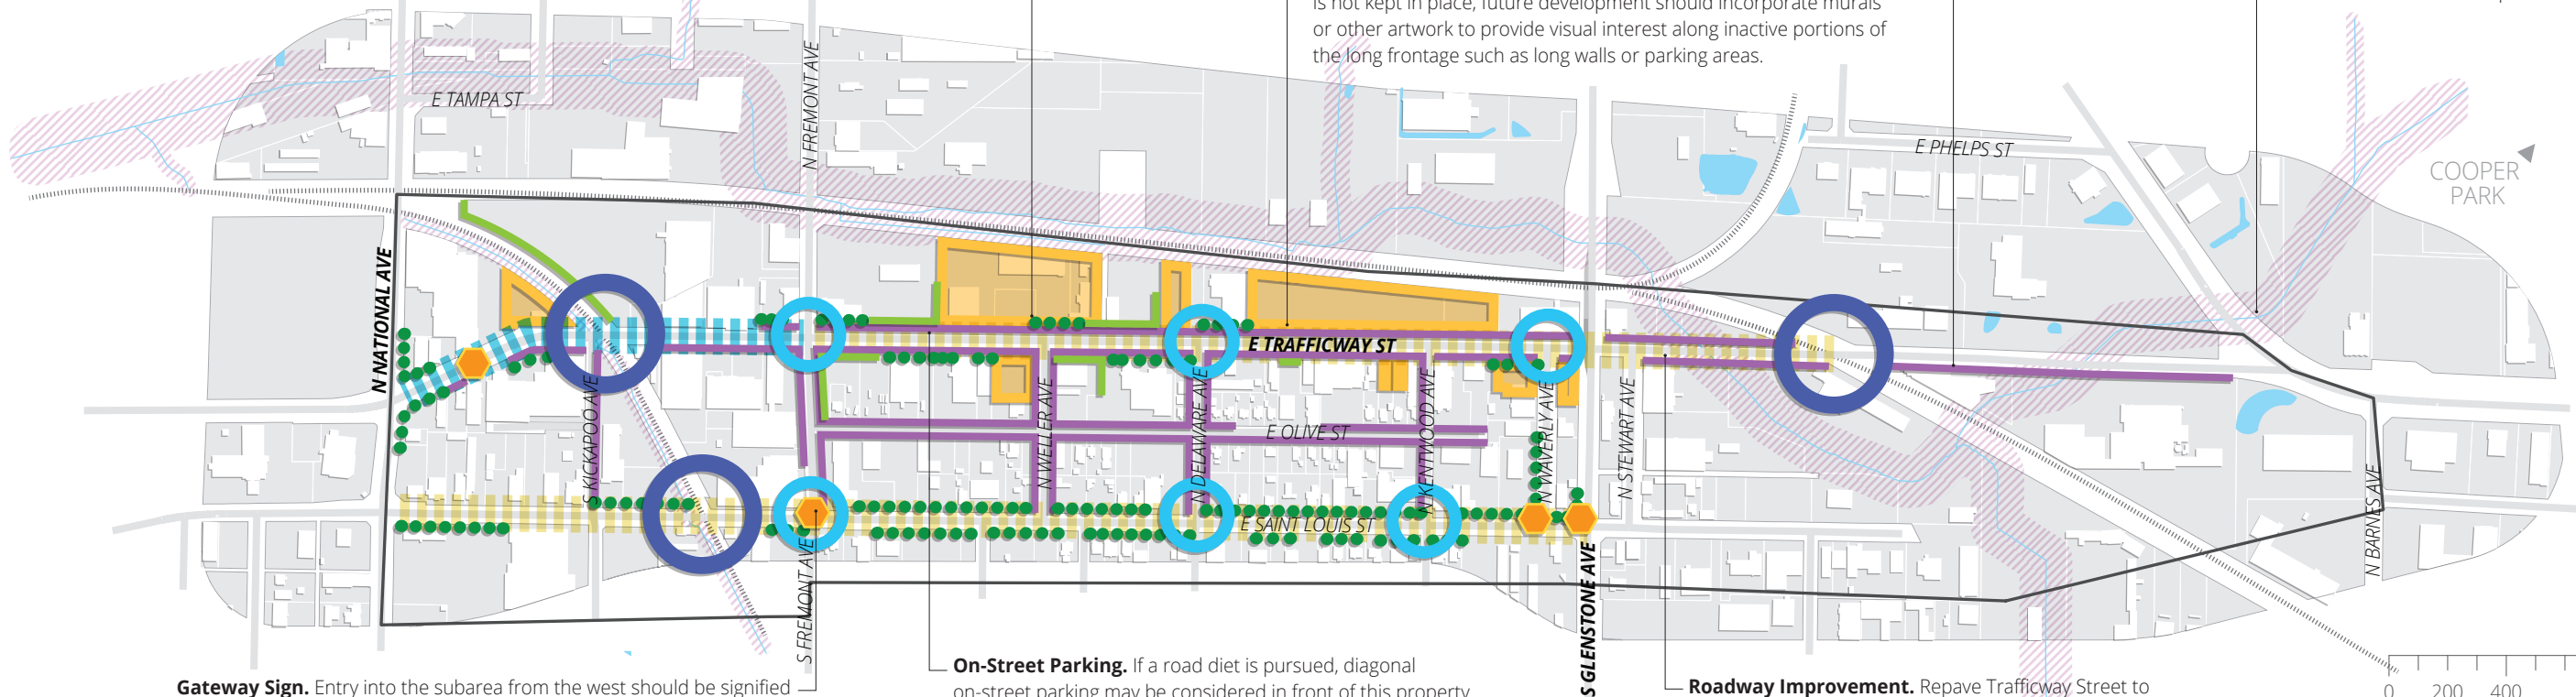 is not kept in place, future development should incorporate murals
or other artwork to provide visual interest along inactive portions of
the long frontage such as long walls or parking areas.
E TAMPA ST
N FREMONT AVE
E PHELPS ST
COOPER
PARK
N NATIONAL AVE
E TRAFFICWAY ST
S KICKAPOO AVE
N WELLER AVE
N DELAWARE AVE
N KENTWOOD AVE
N WAVERLY AVE
N STEWART AVE
E OLIVE ST
E SAINT LOUIS ST
N BARNES AVE
S FREMONT AVE
S GLENSTONE AVE
On-Street Parking. If a road diet is pursued, diagonal
on-street parking may be considered in front of this property
Gateway Sign. Entry into the subarea from the west should be signified
Roadway Improvement. Repave Trafficway Street to
0 200 400